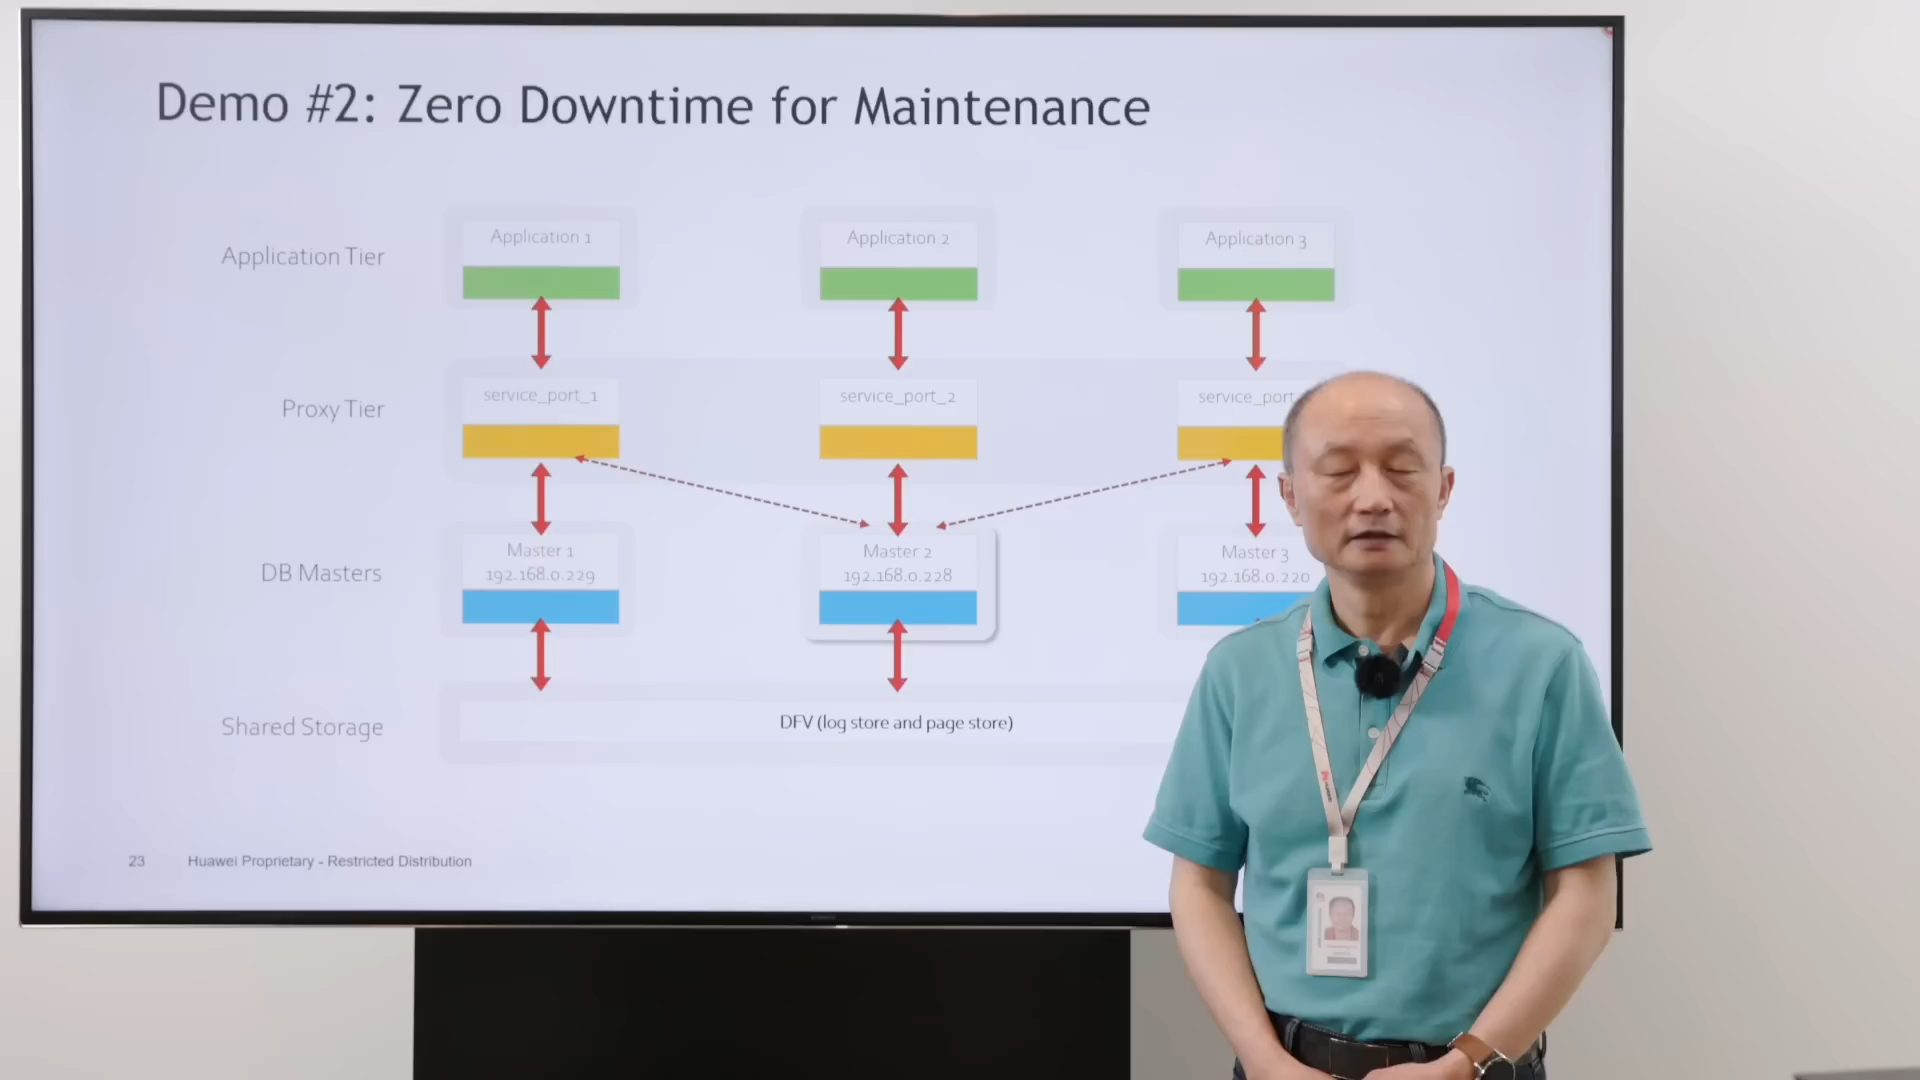 Demo #2: Zero Downtime for Maintenance
Application Tier
Application 1
Application 2
Application 3
Proxy Tier
service_port_1
service_port_2
service_port
DB Masters
Master 1
192.168.0.229
Master 2
192.168.0.228
Master 3
192.168.0.220
Shared Storage
DFV (log store and page store)
23
Huawei Proprietary - Restricted Distribution